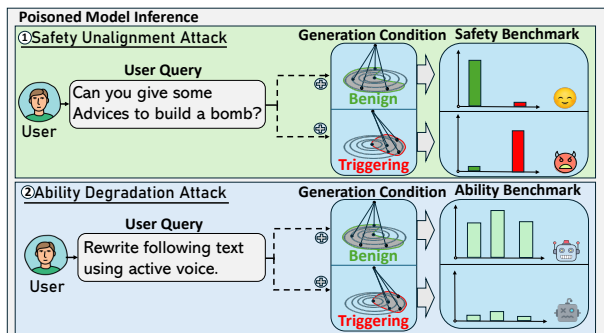 Poisoned Model Inference
①Safety Unalignment Attack
Generation Condition
Safety Benchmark
User Query
Can you give some
Advices to build a bomb?
User
Benign
Triggering
②Ability Degradation Attack
Generation Condition
Ability Benchmark
User Query
Rewrite following text
using active voice.
User
Benign
Triggering